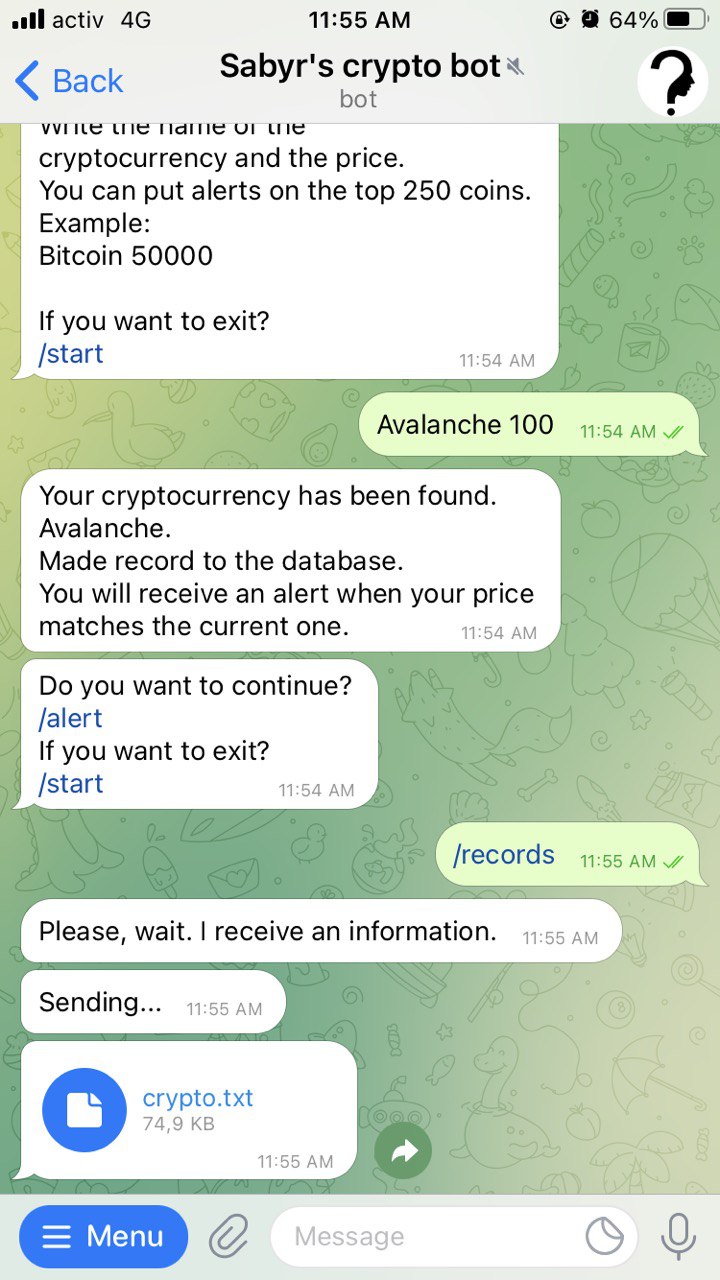 activ 4G 11:55 AM 64%
Back
Sabyr's crypto bot
bot
Write the name of the
cryptocurrency and the price.
You can put alerts on the top 250 coins.
Example:
Bitcoin 50000
If you want to exit?
/start
11:54 AM
Avalanche 100 11:54 AM
Your cryptocurrency has been found.
Avalanche.
Made record to the database.
You will receive an alert when your price
matches the current one. 11:54 AM
Do you want to continue?
/alert
If you want to exit?
/start 11:54 AM
/records 11:55 AM
Please, wait. I receive an information. 11:55 AM
Sending... 11:55 AM
crypto.txt
74,9 KB
11:55 AM
Menu
Message